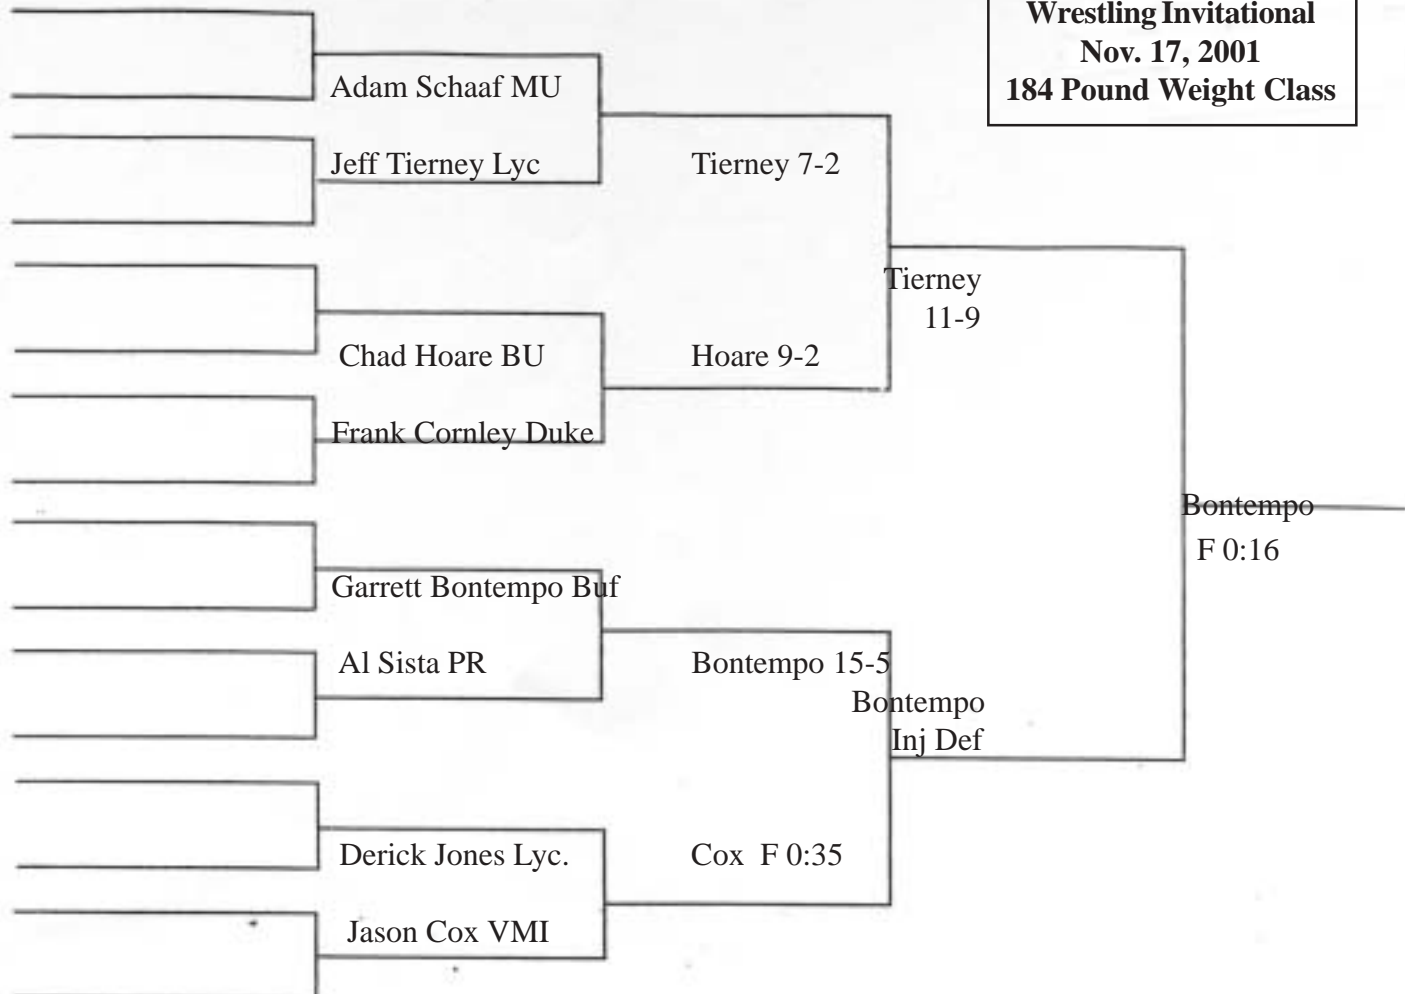 Wrestling Invitational
Nov. 17, 2001
184 Pound Weight Class
Adam Schaaf MU
Jeff Tierney Lyc
Tierney 7-2
Tierney
11-9
Chad Hoare BU
Hoare 9-2
Frank Cornley Duke
Bontempo
F 0:16
Garrett Bontempo Buf
Al Sista PR
Bontempo 15-5
Bontempo
Inj Def
Derick Jones Lyc.
Cox F 0:35
Jason Cox VMI